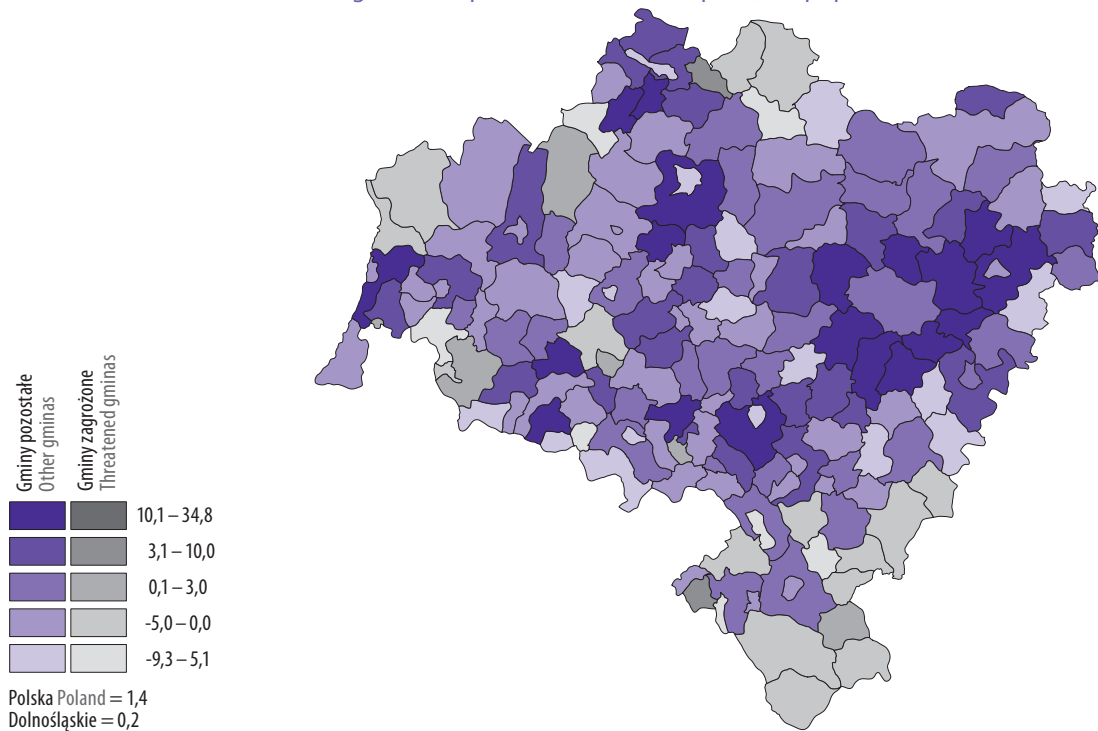 Gminy pozostałe
Other gminas
Gminy zagrożone
Threatened gminas
10,1 – 34,8
3,1 – 10,0
0,1 – 3,0
-5,0 – 0,0
-9,3 – 5,1
Polska Poland = 1,4
Dolnośląskie = 0,2